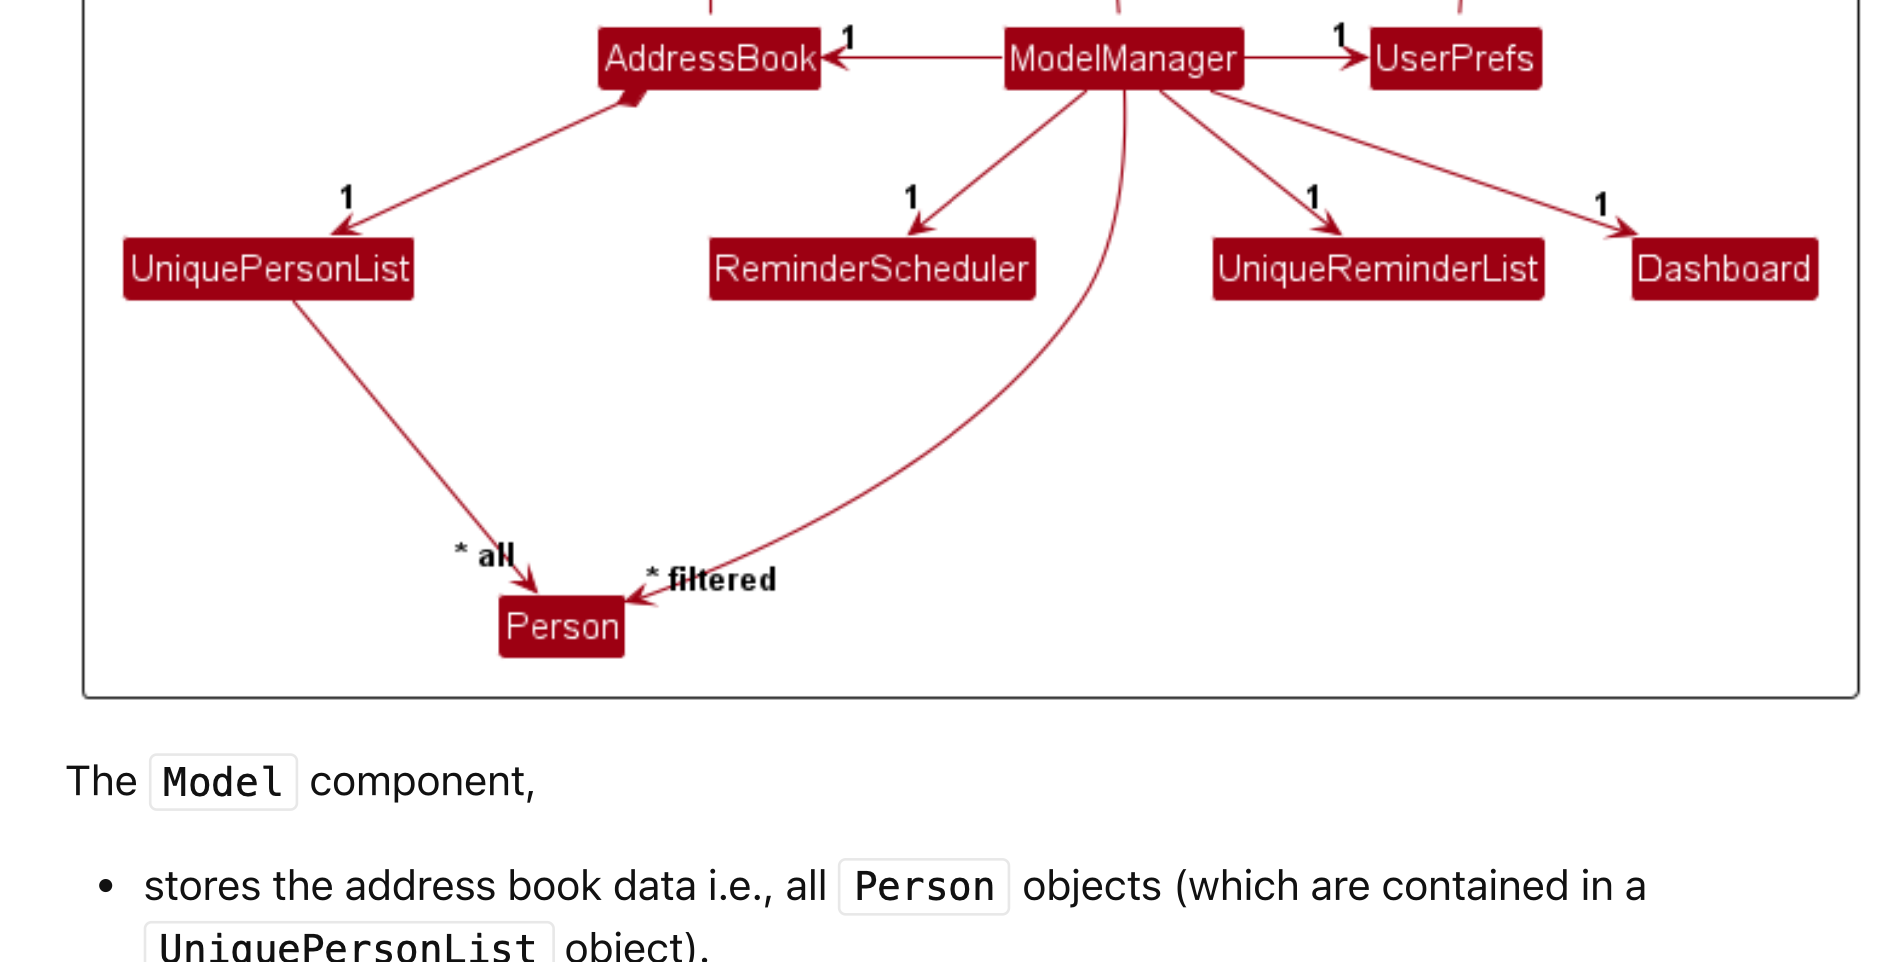 1 1
AddressBook ModelManager UserPrefs
1 1 1 1
UniquePersonList ReminderScheduler UniqueReminderList Dashboard
* all * filtered
Person
The Model component,
• stores the address book data i.e., all Person objects (which are contained in a
UniquePersonList object).